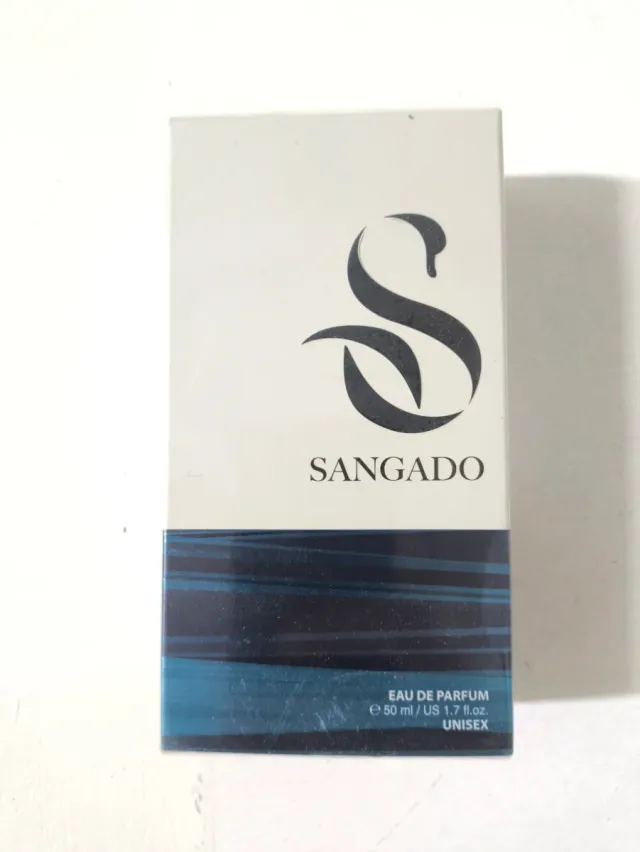 SANGADO
EAU DE PARFUM
℮ 50 ml / US 1.7 fl.oz.
UNISEX